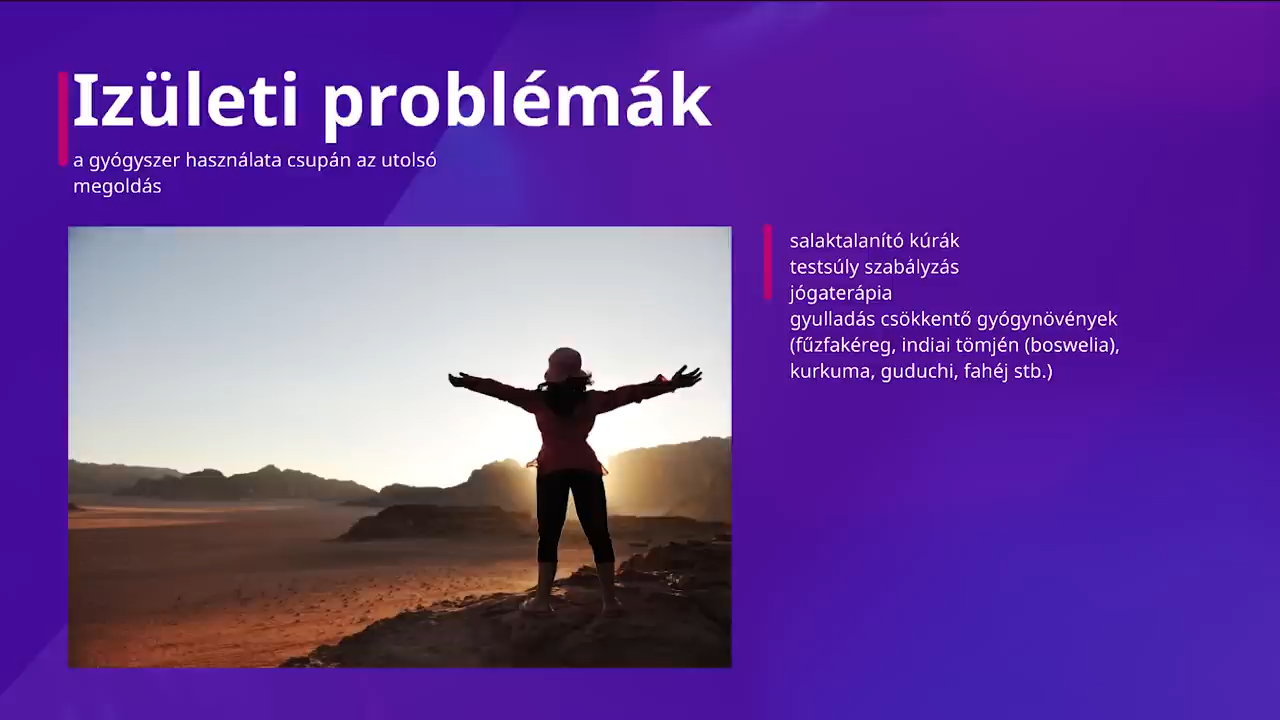 Izületi problémák
a gyógyszer használata csupán az utolsó
megoldás
salaktalanító kúrák
testsúly szabályzás
jógaterápia
gyulladás csökkentő gyógynövények
(fűzfakéreg, indiai tömjén (boswelia),
kurkuma, guduchi, fahéj stb.)